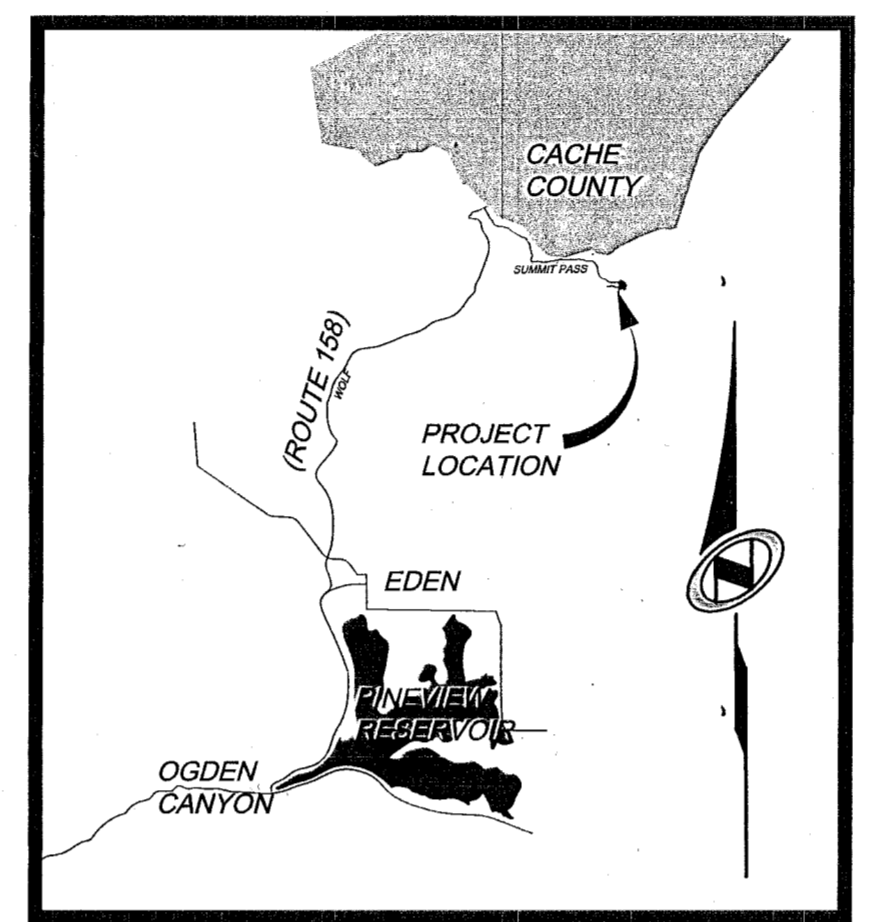 CACHE
COUNTY
SUMMIT PASS
(ROUTE 158)
WOLF
PROJECT
LOCATION
N
EDEN
PINEVIEW
RESERVOIR
OGDEN
CANYON